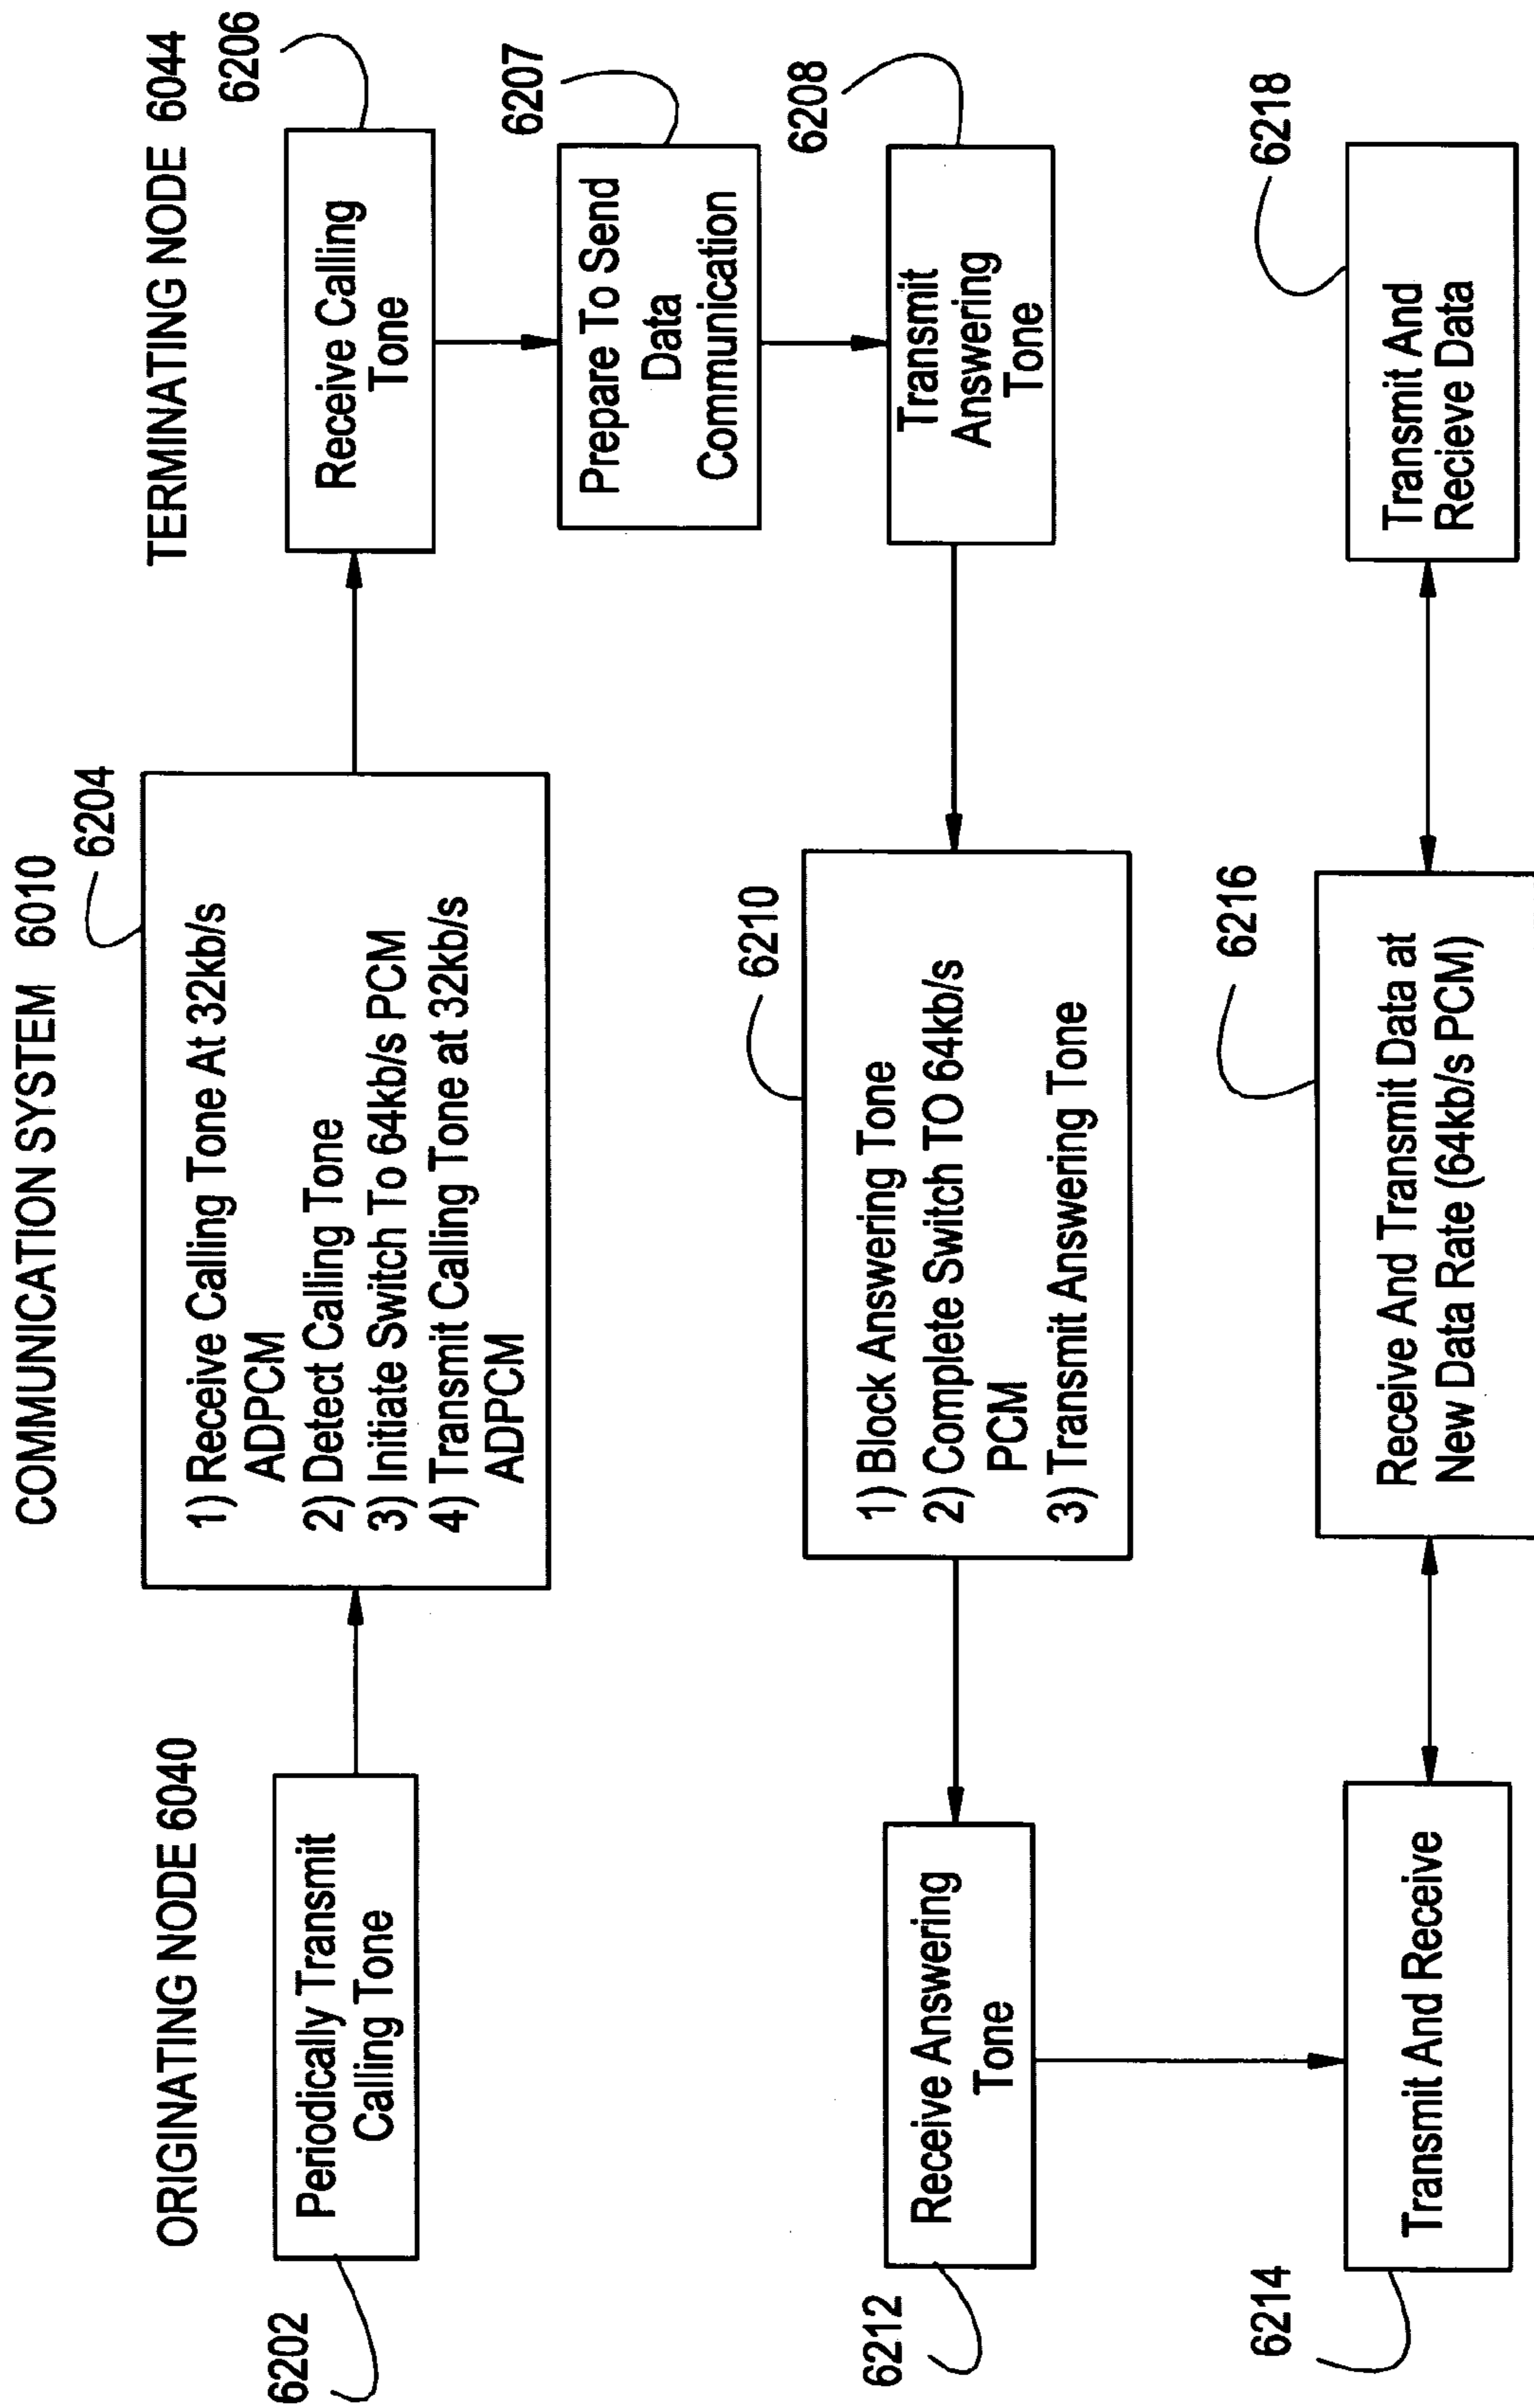 COMMUNICATION SYSTEM 6010
ORIGINATING NODE 6040
TERMINATING NODE 6044
6202
Periodically Transmit
Calling Tone
6204
1) Receive Calling Tone At 32kb/s
ADPCM
2) Detect Calling Tone
3) Initiate Switch To 64kb/s PCM
4) Transmit Calling Tone at 32kb/s
ADPCM
6206
Receive Calling
Tone
6207
Prepare To Send
Data
Communication
6208
Transmit
Answering
Tone
6210
1) Block Answering Tone
2) Complete Switch TO 64kb/s
PCM
3) Transmit Answering Tone
6212
Receive Answering
Tone
6214
Transmit And Receive
6216
Receive And Transmit Data at
New Data Rate (64kb/s PCM)
6218
Transmit And
Recieve Data